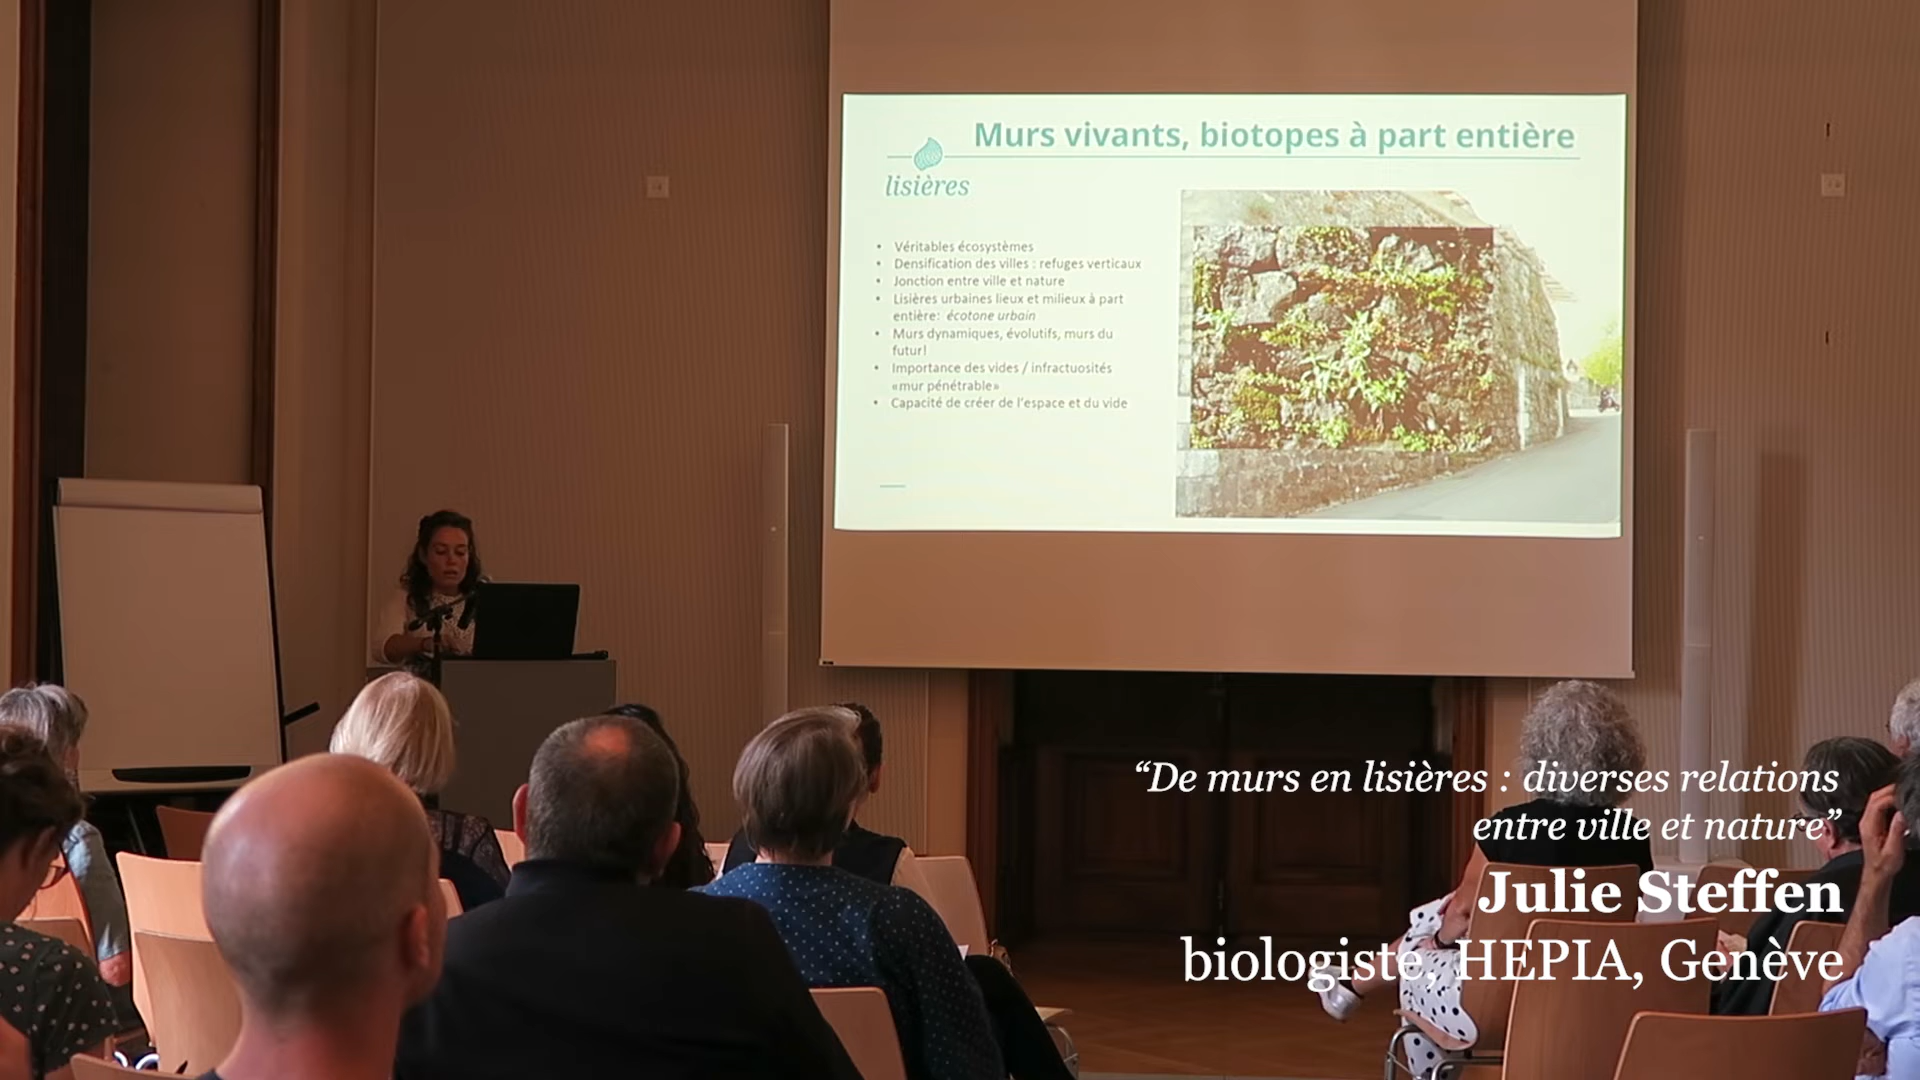 Murs vivants, biotopes à part entière
lisières
• Véritables écosystèmes
• Densification des villes : refuges verticaux
• Jonction entre ville et nature
• Lisières urbaines lieux et milieux à part
entière: écotone urbain
• Murs dynamiques, évolutifs, murs du
futur!
• Importance des vides / infractuosités
«mur pénétrable»
• Capacité de créer de l'espace et du vide
“De murs en lisières : diverses relations
entre ville et nature”
Julie Steffen
biologiste, HEPIA, Genève